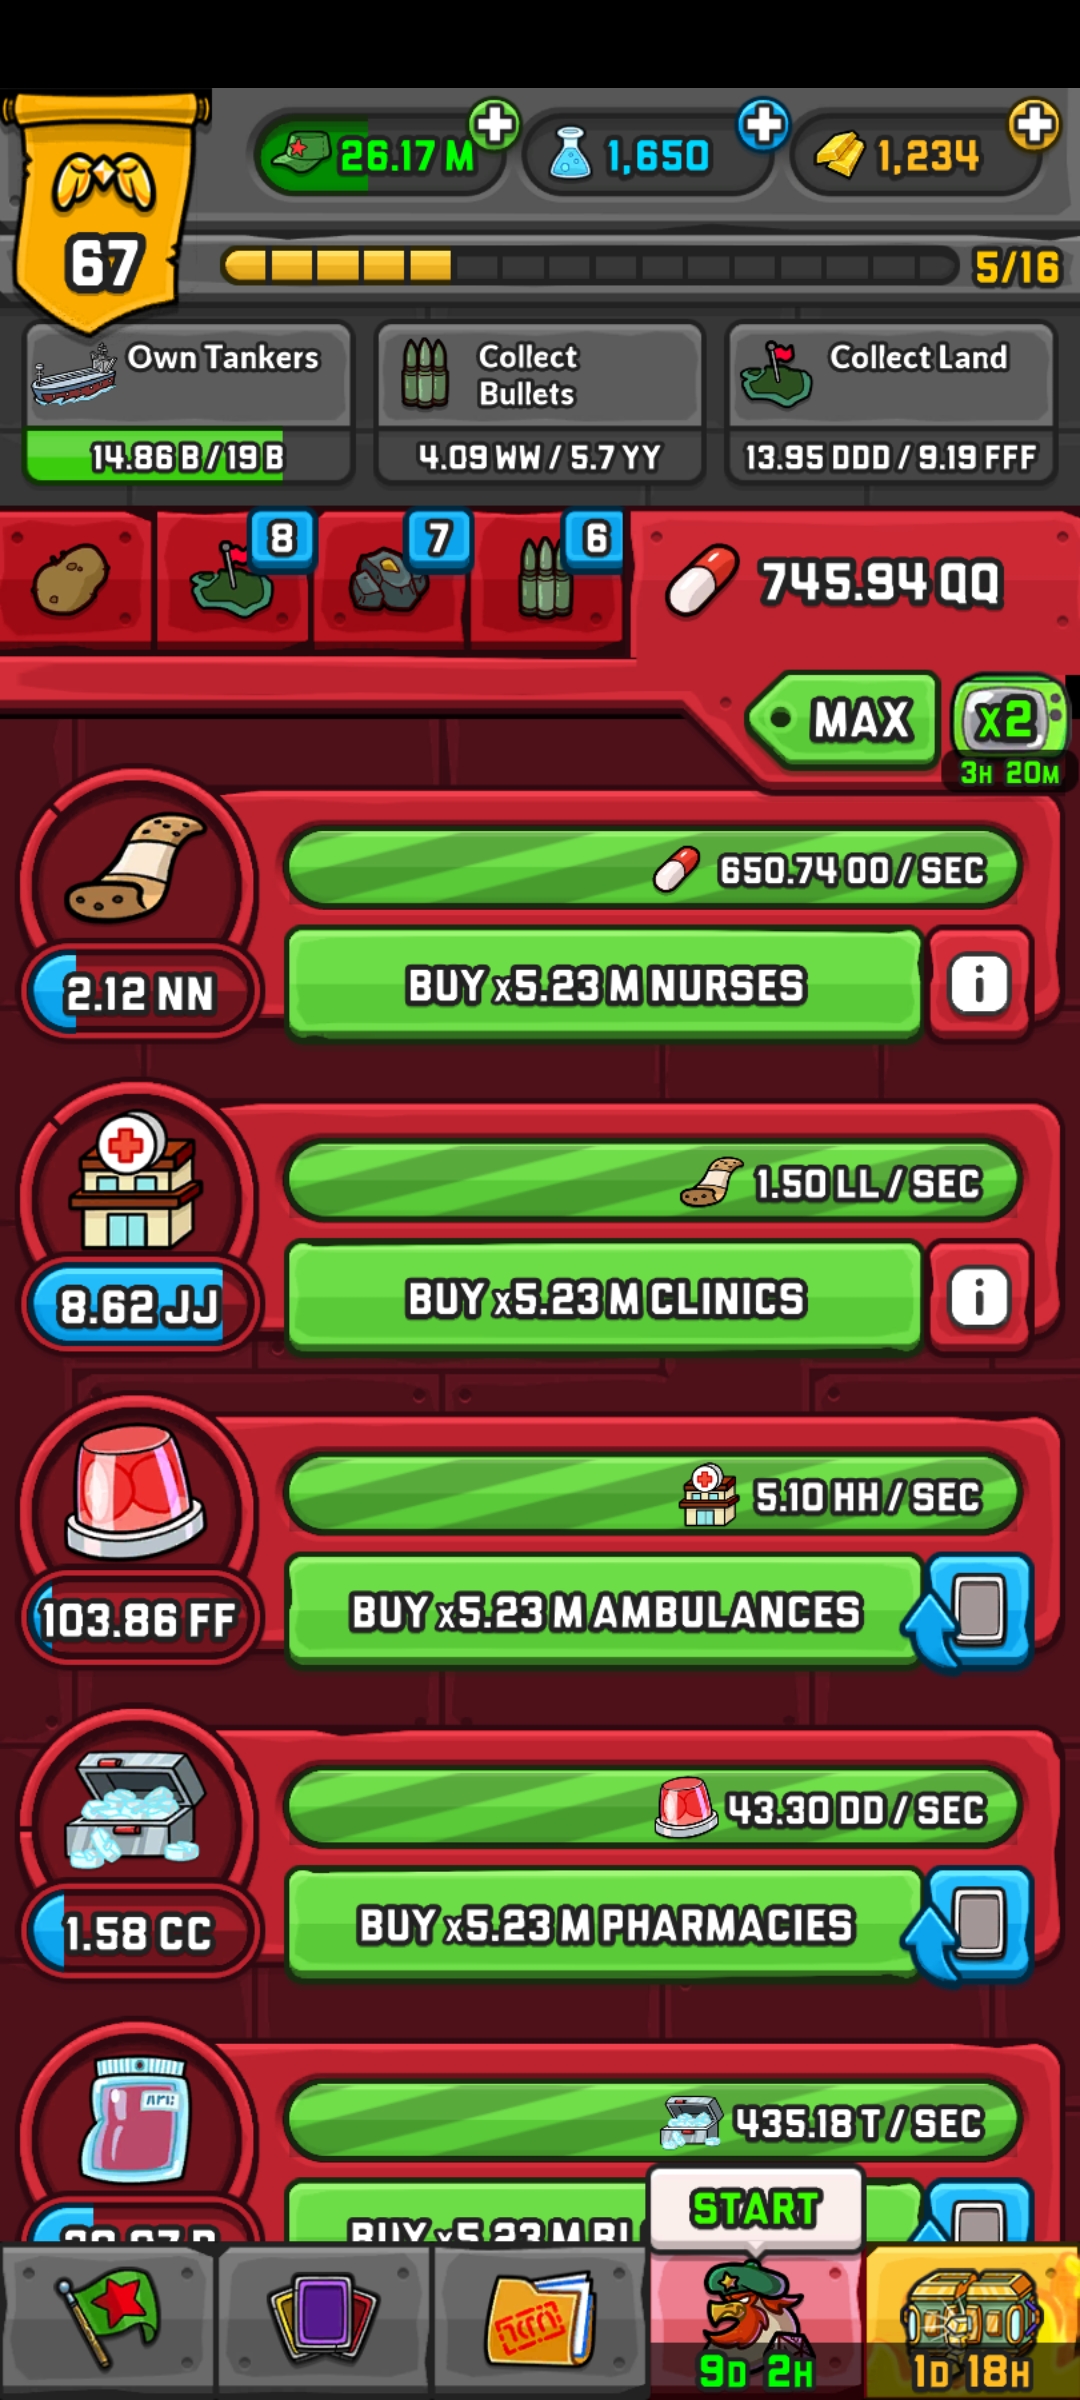 26.17 M
1,650
1,234
67
5/16
Own Tankers
Collect
Bullets
Collect Land
14.86 B / 19 B
4.09 WW / 5.7 YY
13.95 DDD / 9.19 FFF
8
7
6
745.94 QQ
MAX
x2
3H 20M
650.74 OO / SEC
2.12 NN
BUY x5.23 M NURSES
i
1.50 LL / SEC
8.62 JJ
BUY x5.23 M CLINICS
i
5.10 HH / SEC
103.86 FF
BUY x5.23 M AMBULANCES
43.30 DD / SEC
1.58 CC
BUY x5.23 M PHARMACIES
435.18 T / SEC
BUY x5.23 M
START
9D 2H
1D 18H